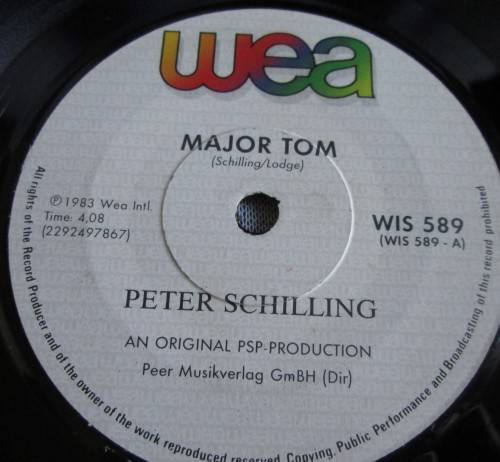 wea
MAJOR TOM
(Schilling/Lodge)
℗1983 Wea Intl.
Time: 4,08
(2292497867)
WIS 589
(WIS 589 - A)
PETER SCHILLING
AN ORIGINAL PSP-PRODUCTION
Peer Musikverlag GmBH (Dir)
All rights of the Record Producer and of the owner of the work reproduced reserved. Copying, Public Performance and Broadcasting of this record prohibited